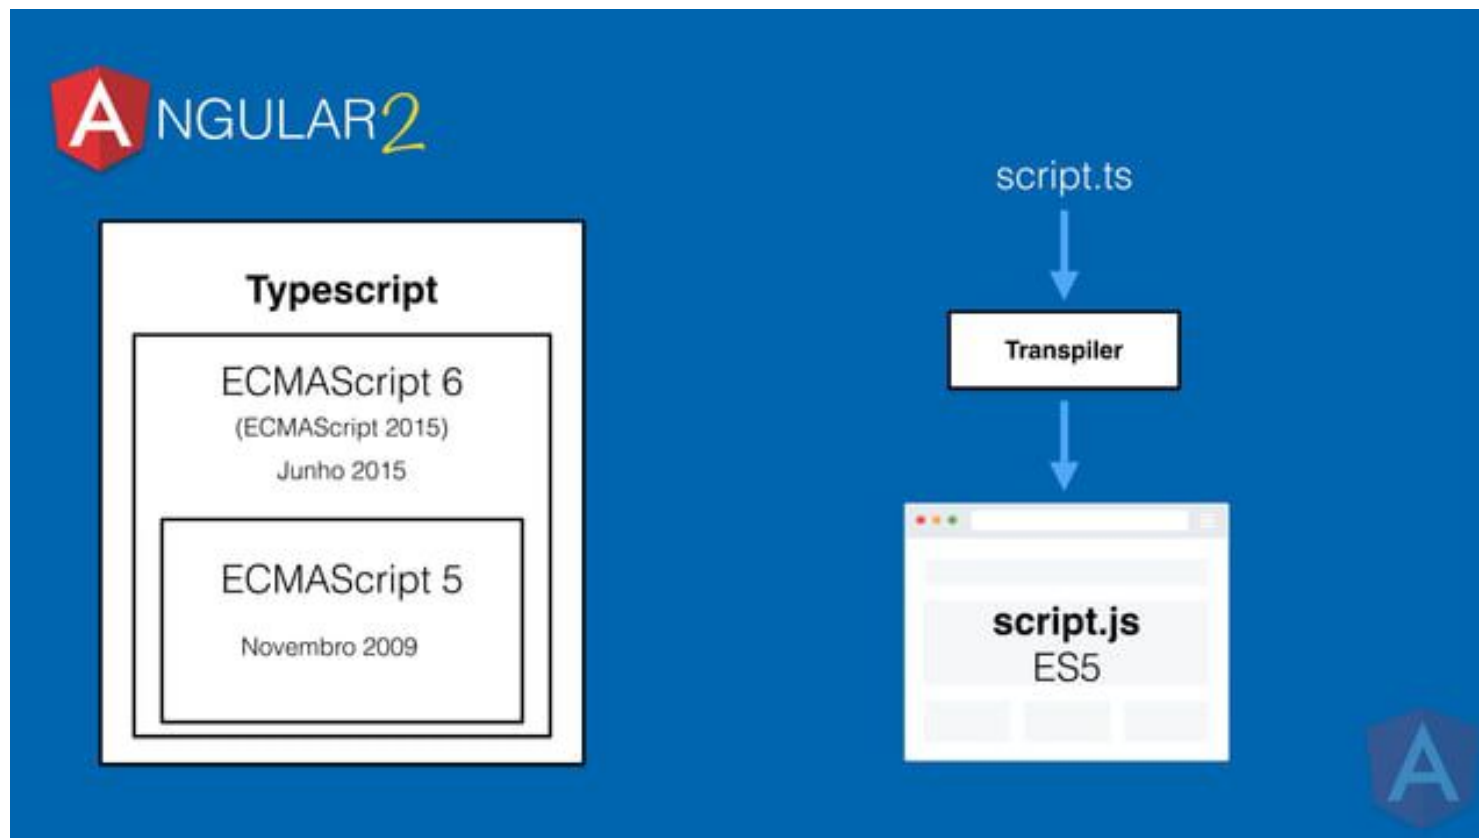 ANGULAR2
Typescript
ECMAScript 6
(ECMAScript 2015)
Junho 2015
ECMAScript 5
Novembro 2009
script.ts
Transpiler
script.js
ES5
A